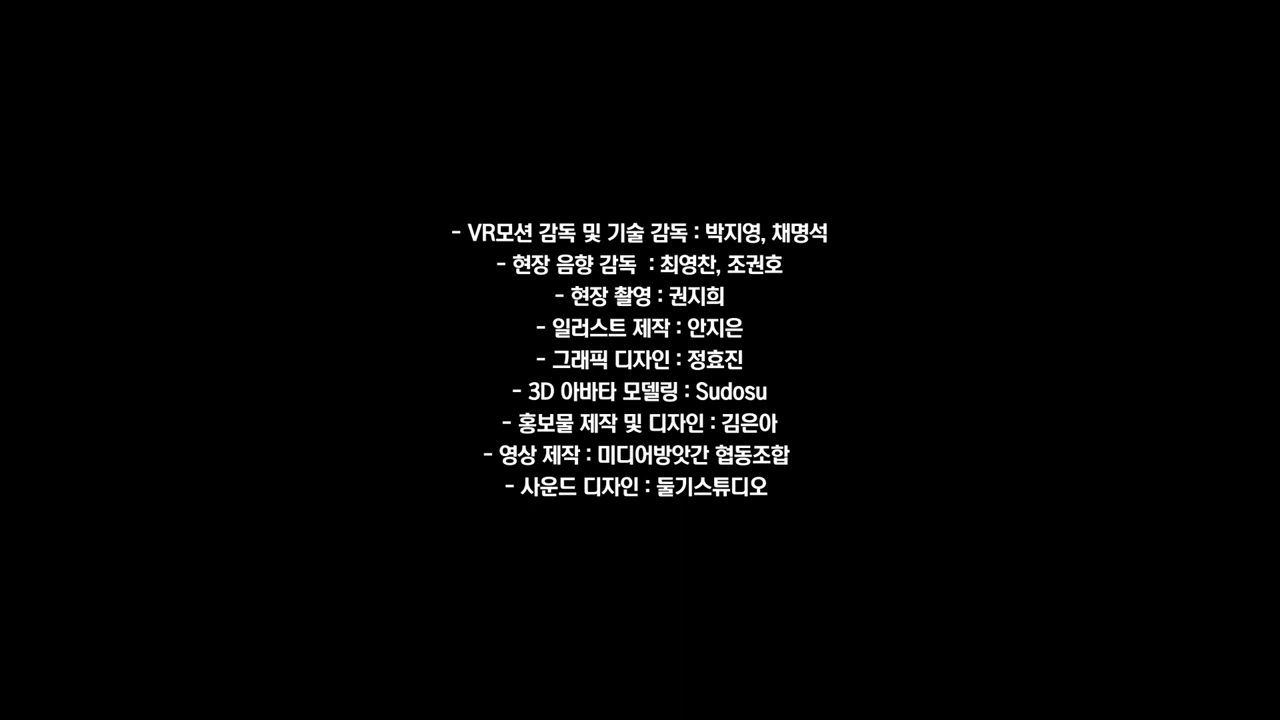 - VR모션 감독 및 기술 감독 : 박지영, 채명석
- 현장 음향 감독  : 최영찬, 조권호
- 현장 촬영 : 권지희
- 일러스트 제작 : 안지은
- 그래픽 디자인 : 정효진
- 3D 아바타 모델링 : Sudosu
- 홍보물 제작 및 디자인 : 김은아
- 영상 제작 : 미디어방앗간 협동조합
- 사운드 디자인 : 둘기스튜디오